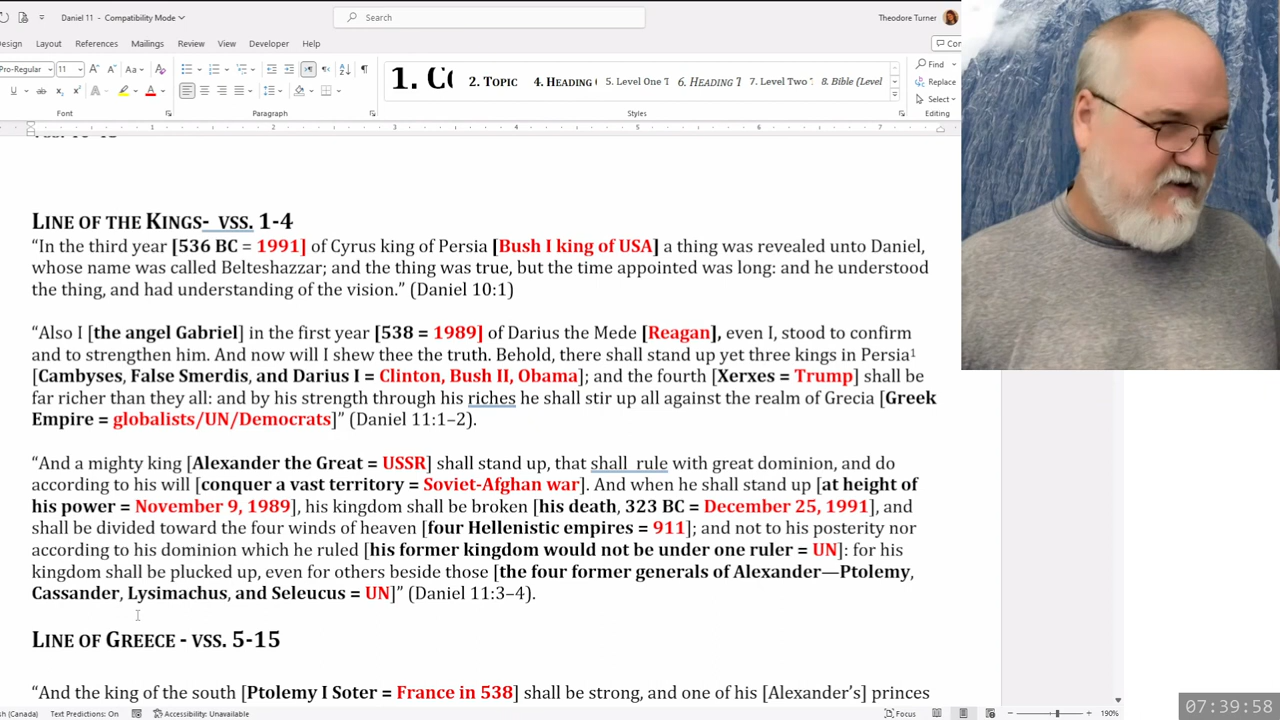 Daniel 11 - Compatibility Mode
Search
Theodore Turner
Design Layout References Mailings Review View Developer Help
Pro-Regular 11 Aa
Font Paragraph Styles
2. TOPIC 5. Level One T 6. HEADING T 7. Level Two 8. Bible (Level
Find
Replace
Select
LINE OF THE KINGS- VSS. 1-4
“In the third year [536 BC = 1991] of Cyrus king of Persia [Bush I king of USA] a thing was revealed unto Daniel,
whose name was called Belteshazzar; and the thing was true, but the time appointed was long: and he understood
the thing, and had understanding of the vision.” (Daniel 10:1)
“Also I [the angel Gabriel] in the first year [538 = 1989] of Darius the Mede [Reagan], even I, stood to confirm
and to strengthen him. And now will I shew thee the truth. Behold, there shall stand up yet three kings in Persia1
[Cambyses, False Smerdis, and Darius I = Clinton, Bush II, Obama]; and the fourth [Xerxes = Trump] shall be
far richer than they all: and by his strength through his riches he shall stir up all against the realm of Grecia [Greek
Empire = globalists/UN/Democrats]” (Daniel 11:1–2).
“And a mighty king [Alexander the Great = USSR] shall stand up, that shall rule with great dominion, and do
according to his will [conquer a vast territory = Soviet-Afghan war]. And when he shall stand up [at height of
his power = November 9, 1989], his kingdom shall be broken [his death, 323 BC = December 25, 1991], and
shall be divided toward the four winds of heaven [four Hellenistic empires = 911]; and not to his posterity nor
according to his dominion which he ruled [his former kingdom would not be under one ruler = UN]: for his
kingdom shall be plucked up, even for others beside those [the four former generals of Alexander—Ptolemy,
Cassander, Lysimachus, and Seleucus = UN]” (Daniel 11:3–4).
LINE OF GREECE - VSS. 5-15
“And the king of the south [Ptolemy I Soter = France in 538] shall be strong, and one of his [Alexander’s] princes
(Canada) Text Predictions: On Accessibility: Unavailable Focus 190%
07:39:58